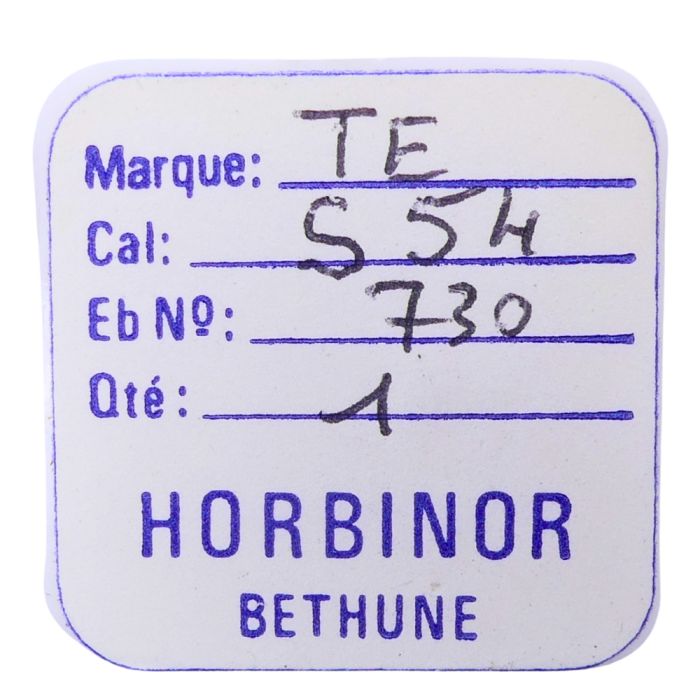 Marque: TE
Cal: S 54
Eb Nº: 730
Qté: 1
HORBINOR
BETHUNE